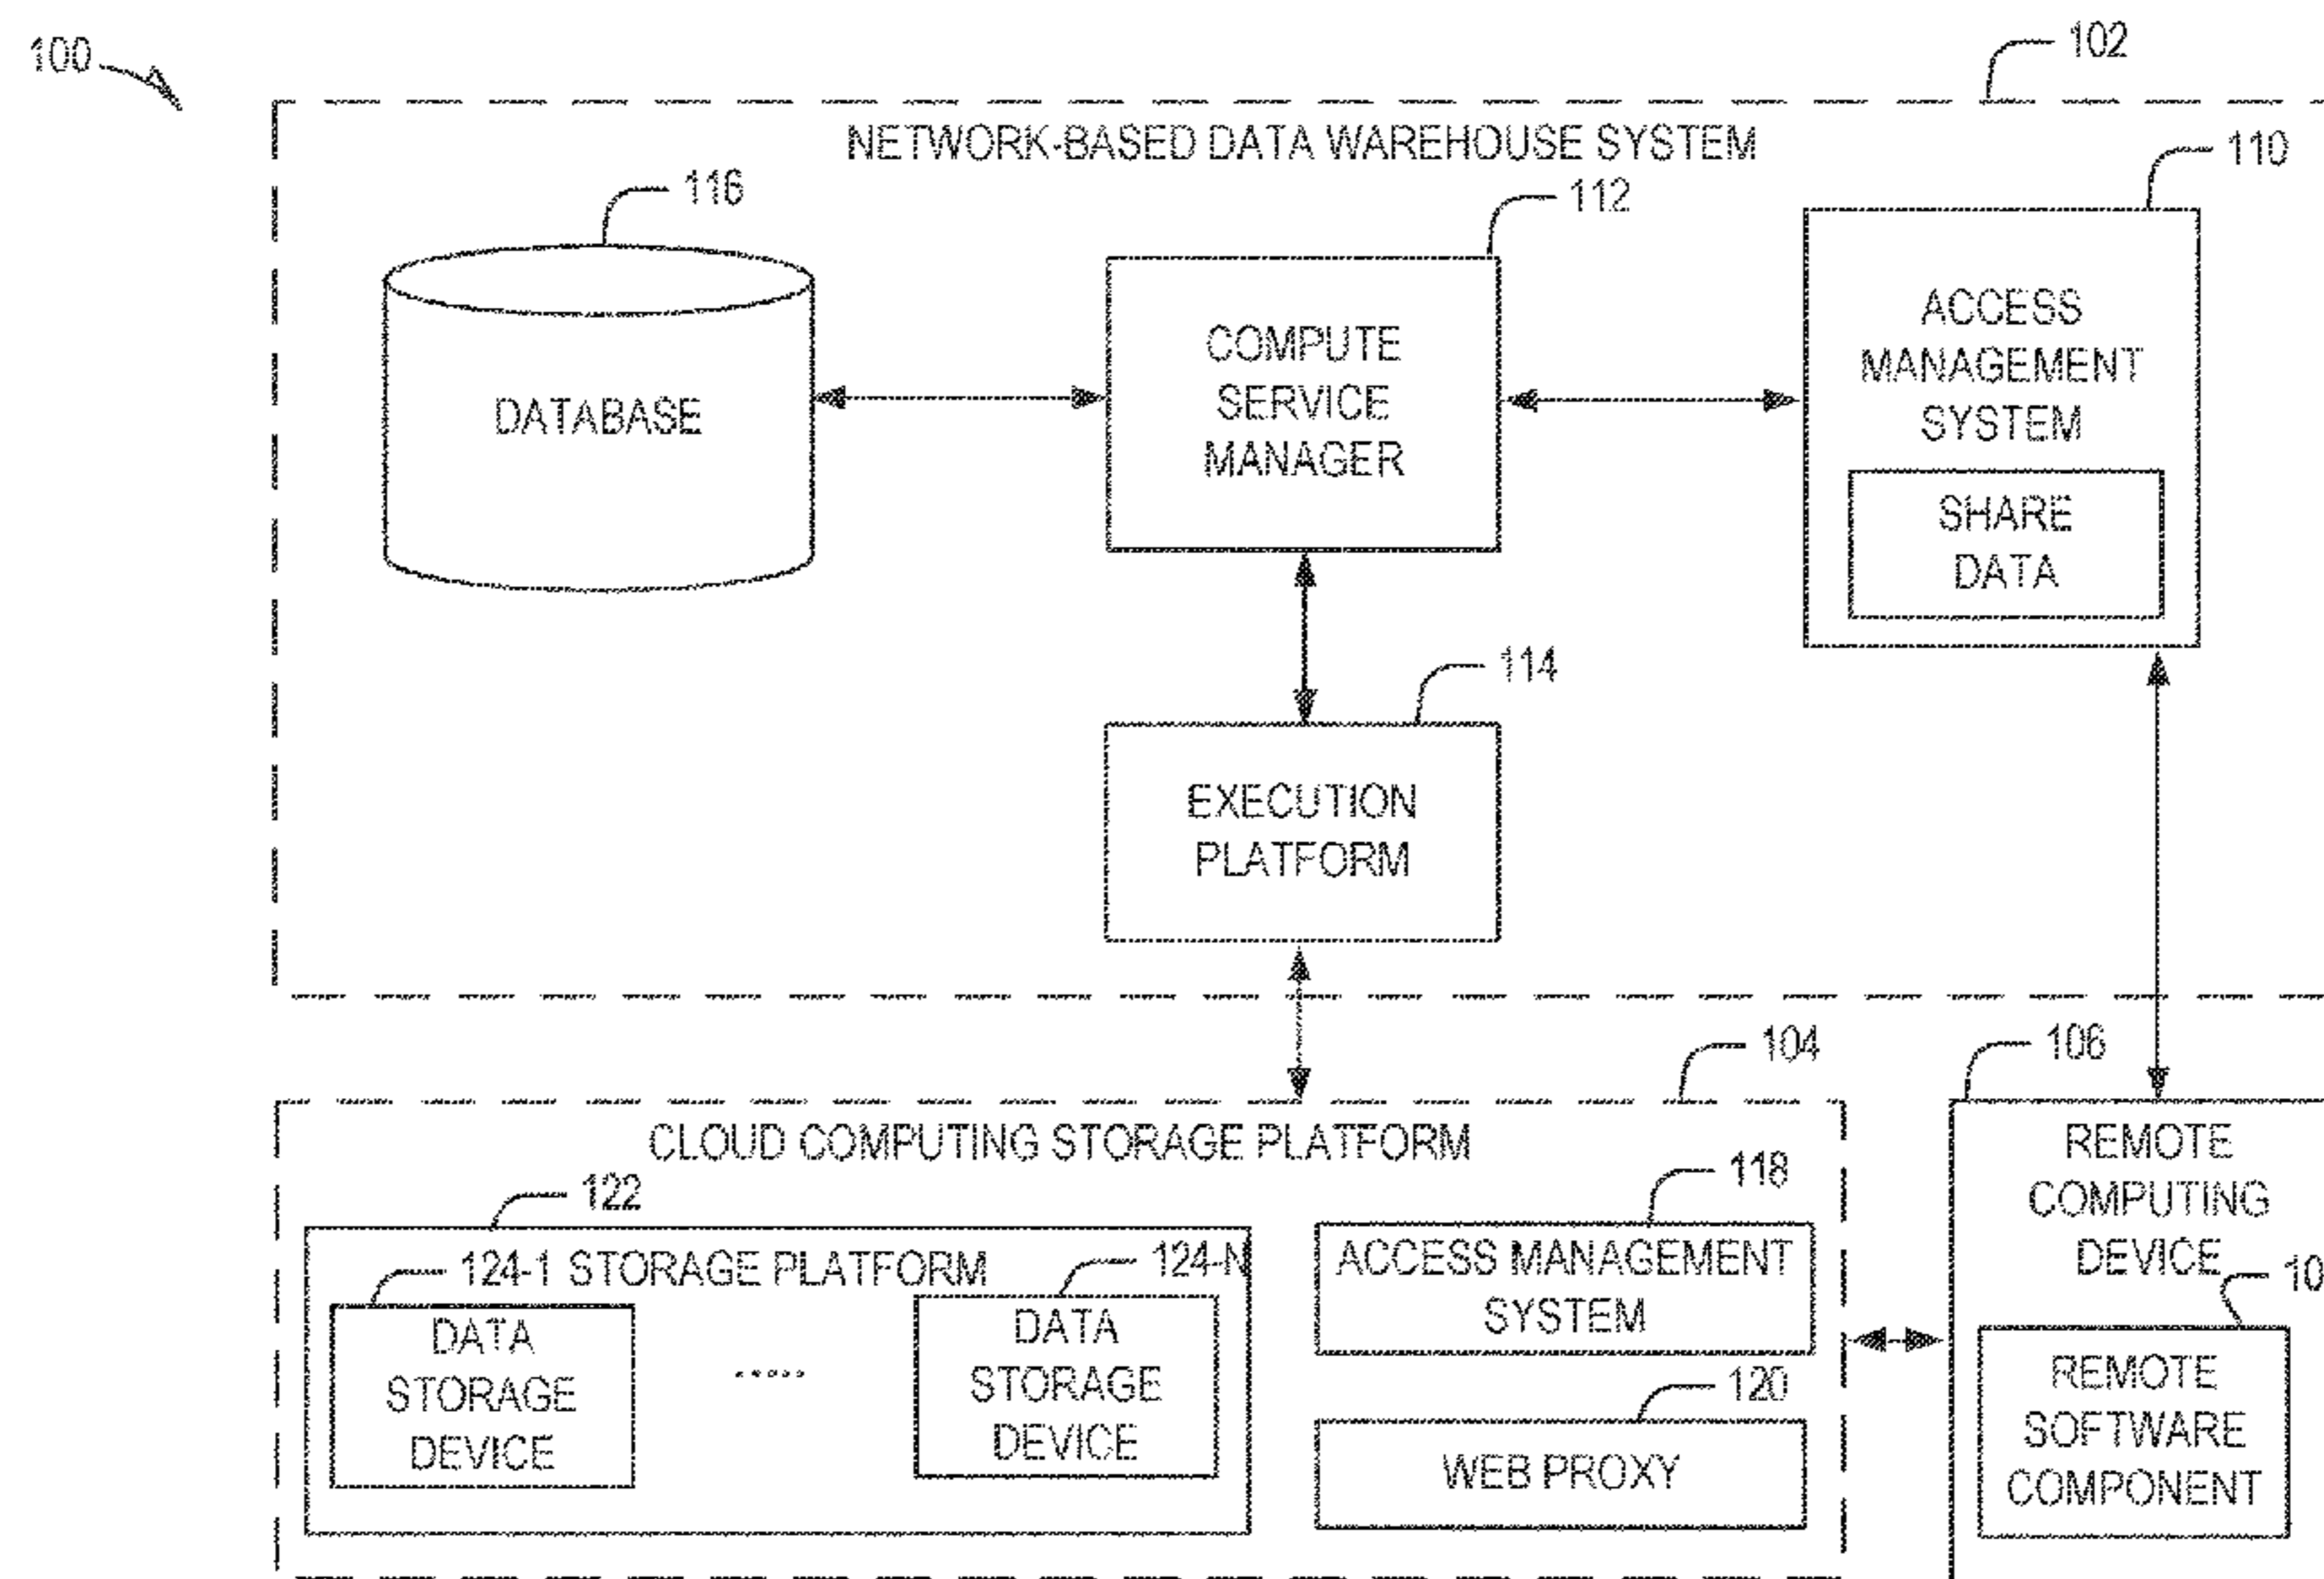 100
102
NETWORK-BASED DATA WAREHOUSE SYSTEM
110
116
112
DATABASE
COMPUTE
SERVICE
MANAGER
ACCESS
MANAGEMENT
SYSTEM
SHARE
DATA
114
EXECUTION
PLATFORM
104
106
CLOUD COMPUTING STORAGE PLATFORM
122
118
124-1 STORAGE PLATFORM
124-N
DATA
STORAGE
DEVICE
.....
DATA
STORAGE
DEVICE
ACCESS MANAGEMENT
SYSTEM
120
WEB PROXY
REMOTE
COMPUTING
DEVICE
10
REMOTE
SOFTWARE
COMPONENT